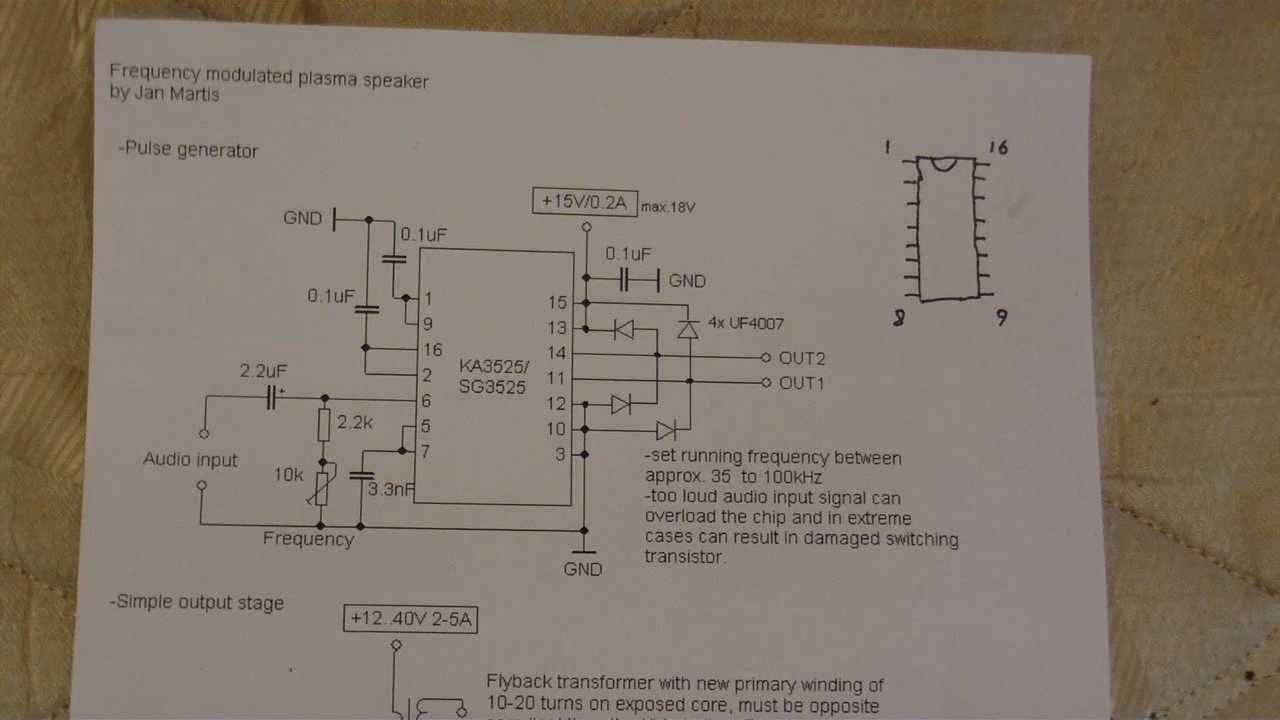 Frequency modulated plasma speaker
by Jan Martis
-Pulse generator
1 16
8 9
+15V/0.2A max.18V
GND
0.1uF
0.1uF
0.1uF
GND
1
9
16
2
6
5
7
KA3525/
SG3525
15
13
14
11
12
10
3
4x UF4007
OUT2
OUT1
2.2uF
+
2.2k
Audio input
10k
3.3nF
Frequency
GND
-set running frequency between
approx. 35 to 100kHz
-too loud audio input signal can
overload the chip and in extreme
cases can result in damaged switching
transistor.
-Simple output stage
+12..40V 2-5A
Flyback transformer with new primary winding of
10-20 turns on exposed core, must be opposite